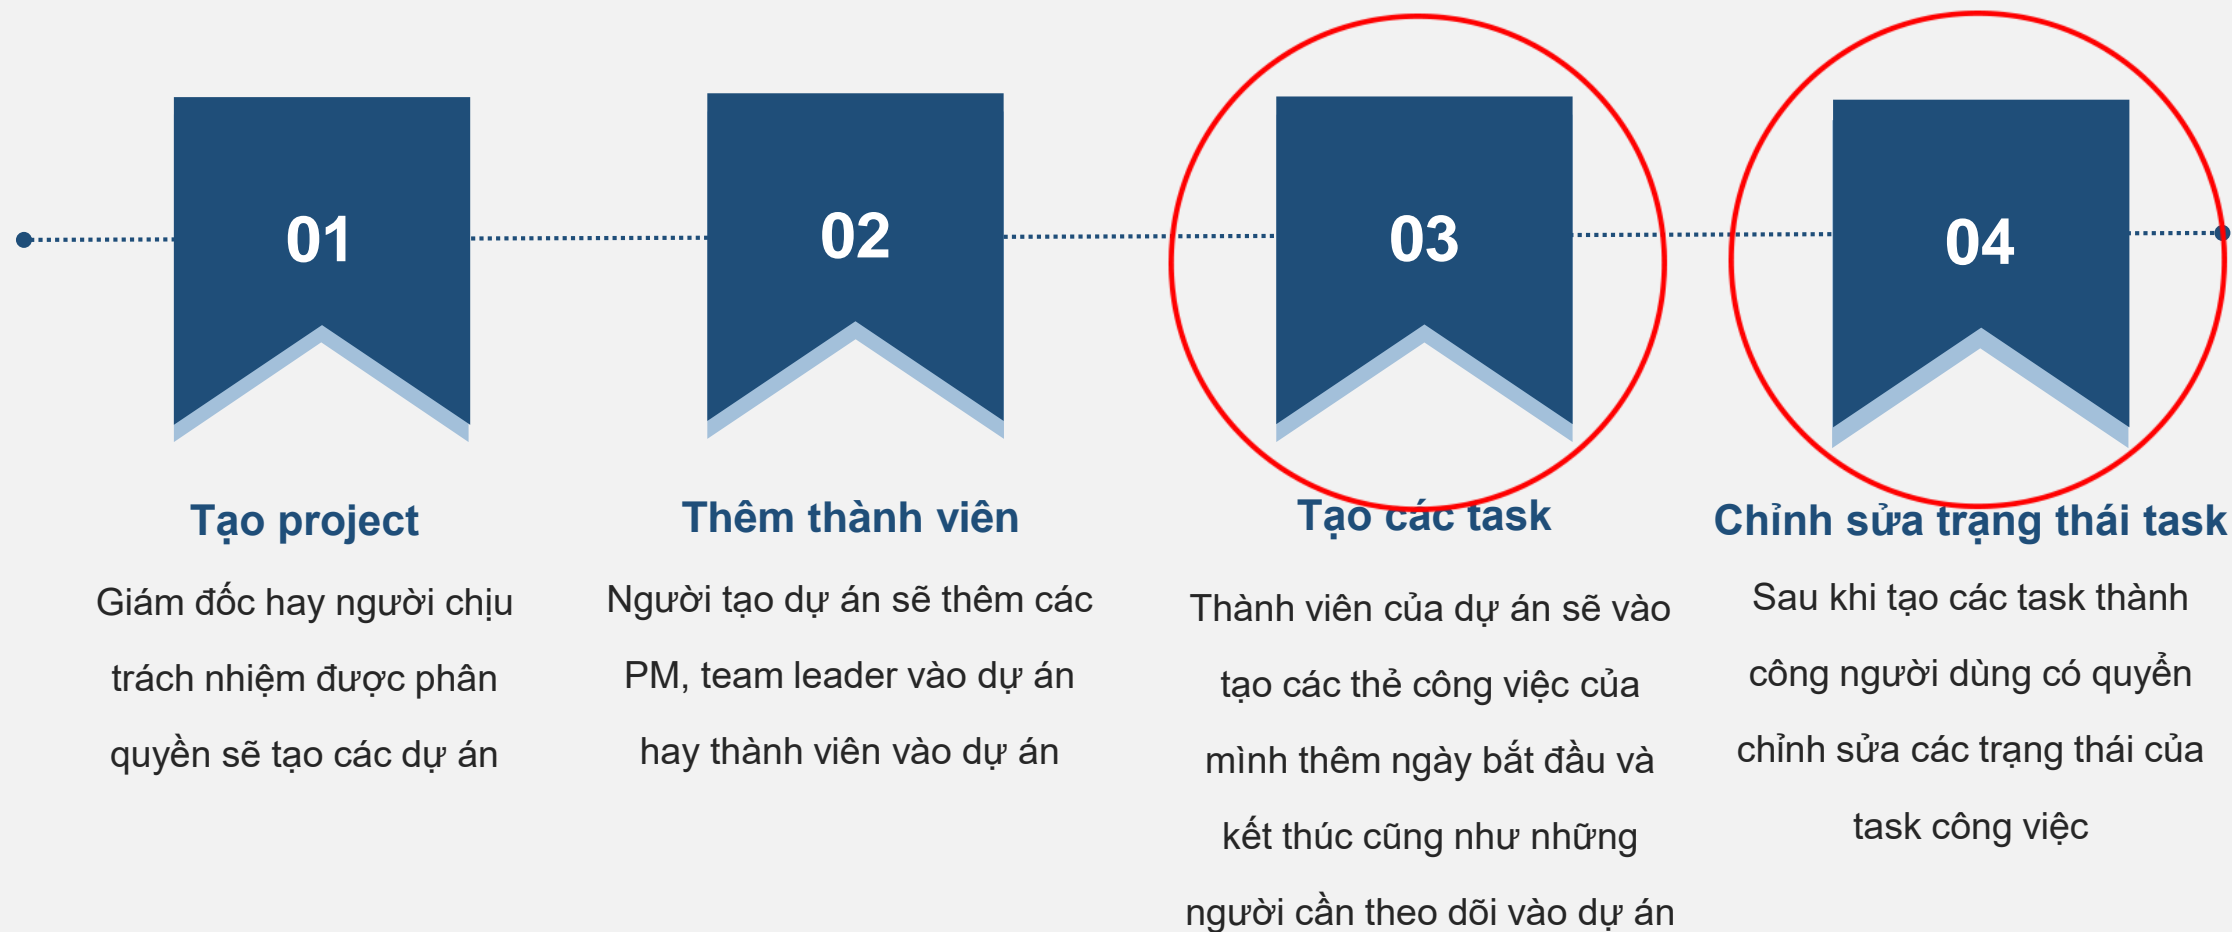 01
Tạo project
Giám đốc hay người chịu
trách nhiệm được phân
quyền sẽ tạo các dự án
02
Thêm thành viên
Người tạo dự án sẽ thêm các
PM, team leader vào dự án
hay thành viên vào dự án
03
Tạo các task
Thành viên của dự án sẽ vào
tạo các thẻ công việc của
mình thêm ngày bắt đầu và
kết thúc cũng như những
người cần theo dõi vào dự án
04
Chỉnh sửa trạng thái task
Sau khi tạo các task thành
công người dùng có quyển
chỉnh sửa các trạng thái của
task công việc